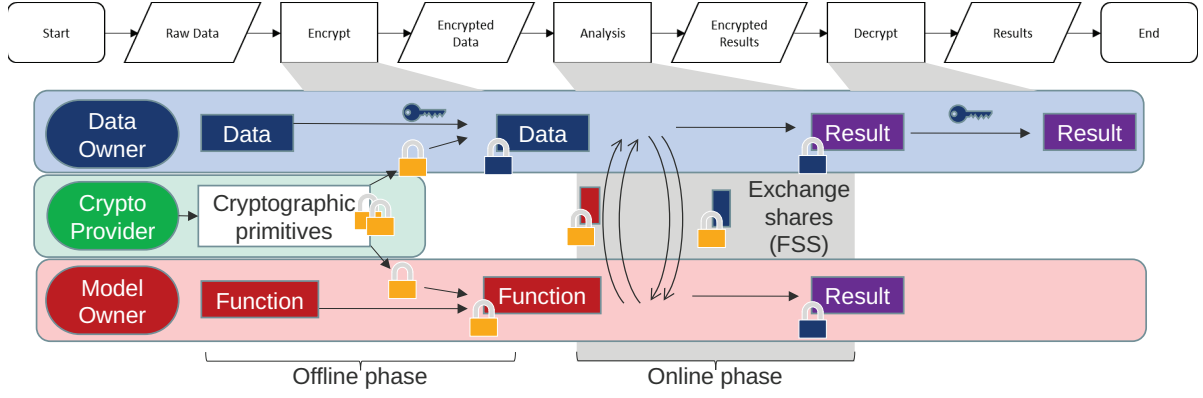 Start
Raw Data
Encrypt
Encrypted
Data
Analysis
Encrypted
Results
Decrypt
Results
End
Data
Owner
Data
Data
Result
Result
Crypto
Provider
Cryptographic
primitives
Exchange
shares
(FSS)
Model
Owner
Function
Function
Result
Offline phase
Online phase